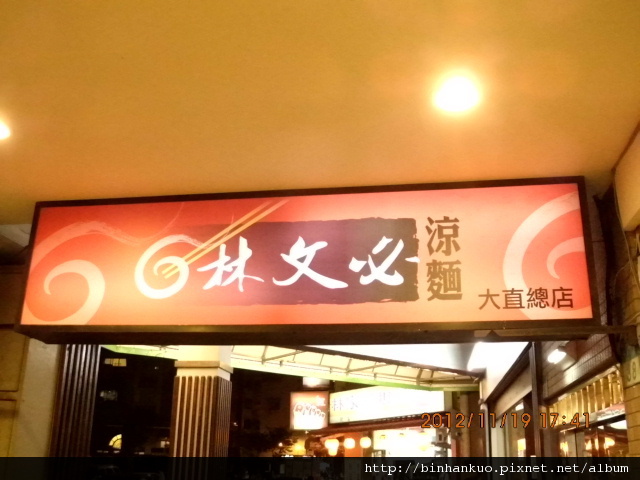 林文必
涼麵
大直總店
2012/11/19 17:41
http://binhankuo.pixnet.net/album